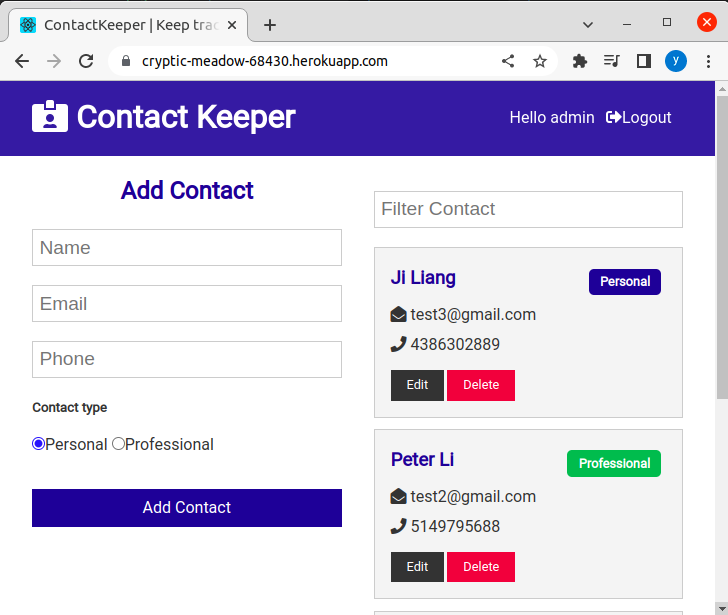 ContactKeeper | Keep trac
cryptic-meadow-68430.herokuapp.com
y
Contact Keeper
Hello admin
Logout
Add Contact
Name
Email
Phone
Contact type
Personal Professional
Add Contact
Filter Contact
Ji Liang
Personal
test3@gmail.com
4386302889
Edit Delete
Peter Li
Professional
test2@gmail.com
5149795688
Edit Delete